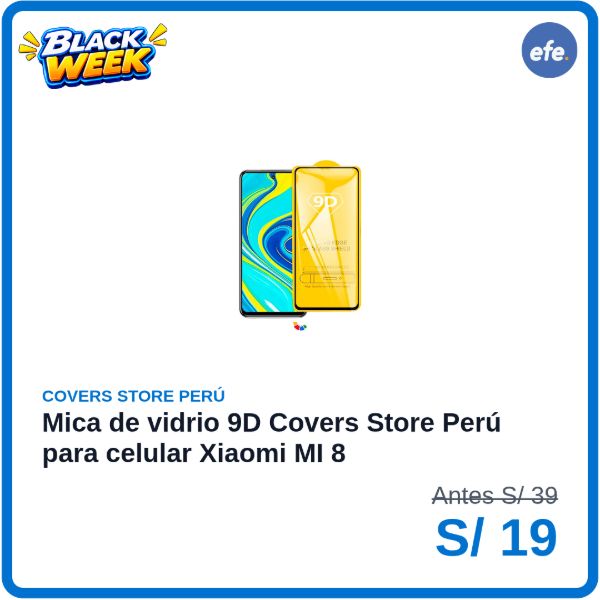 BLACK
WEEK
efe.
9D
COVERS STORE PERÚ
Mica de vidrio 9D Covers Store Perú
para celular Xiaomi MI 8
Antes S/ 39
S/ 19